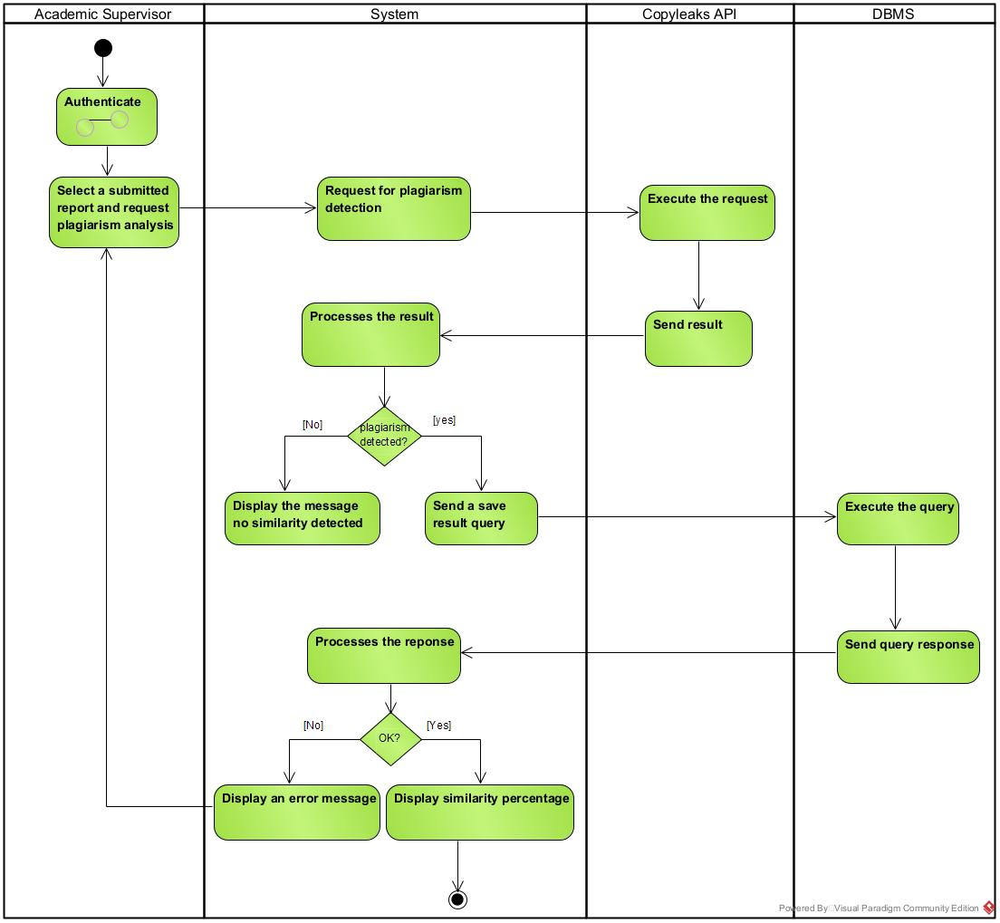 Academic Supervisor
System
Copyleaks API
DBMS
Authenticate
Select a submitted
report and request
plagiarism analysis
Request for plagiarism
detection
Execute the request
Processes the result
Send result
[No]
plagiarism
detected?
[yes]
Display the message
no similarity detected
Send a save
result query
Execute the query
Processes the reponse
Send query response
[No]
OK?
[Yes]
Display an error message
Display similarity percentage
Powered By Visual Paradigm Community Edition